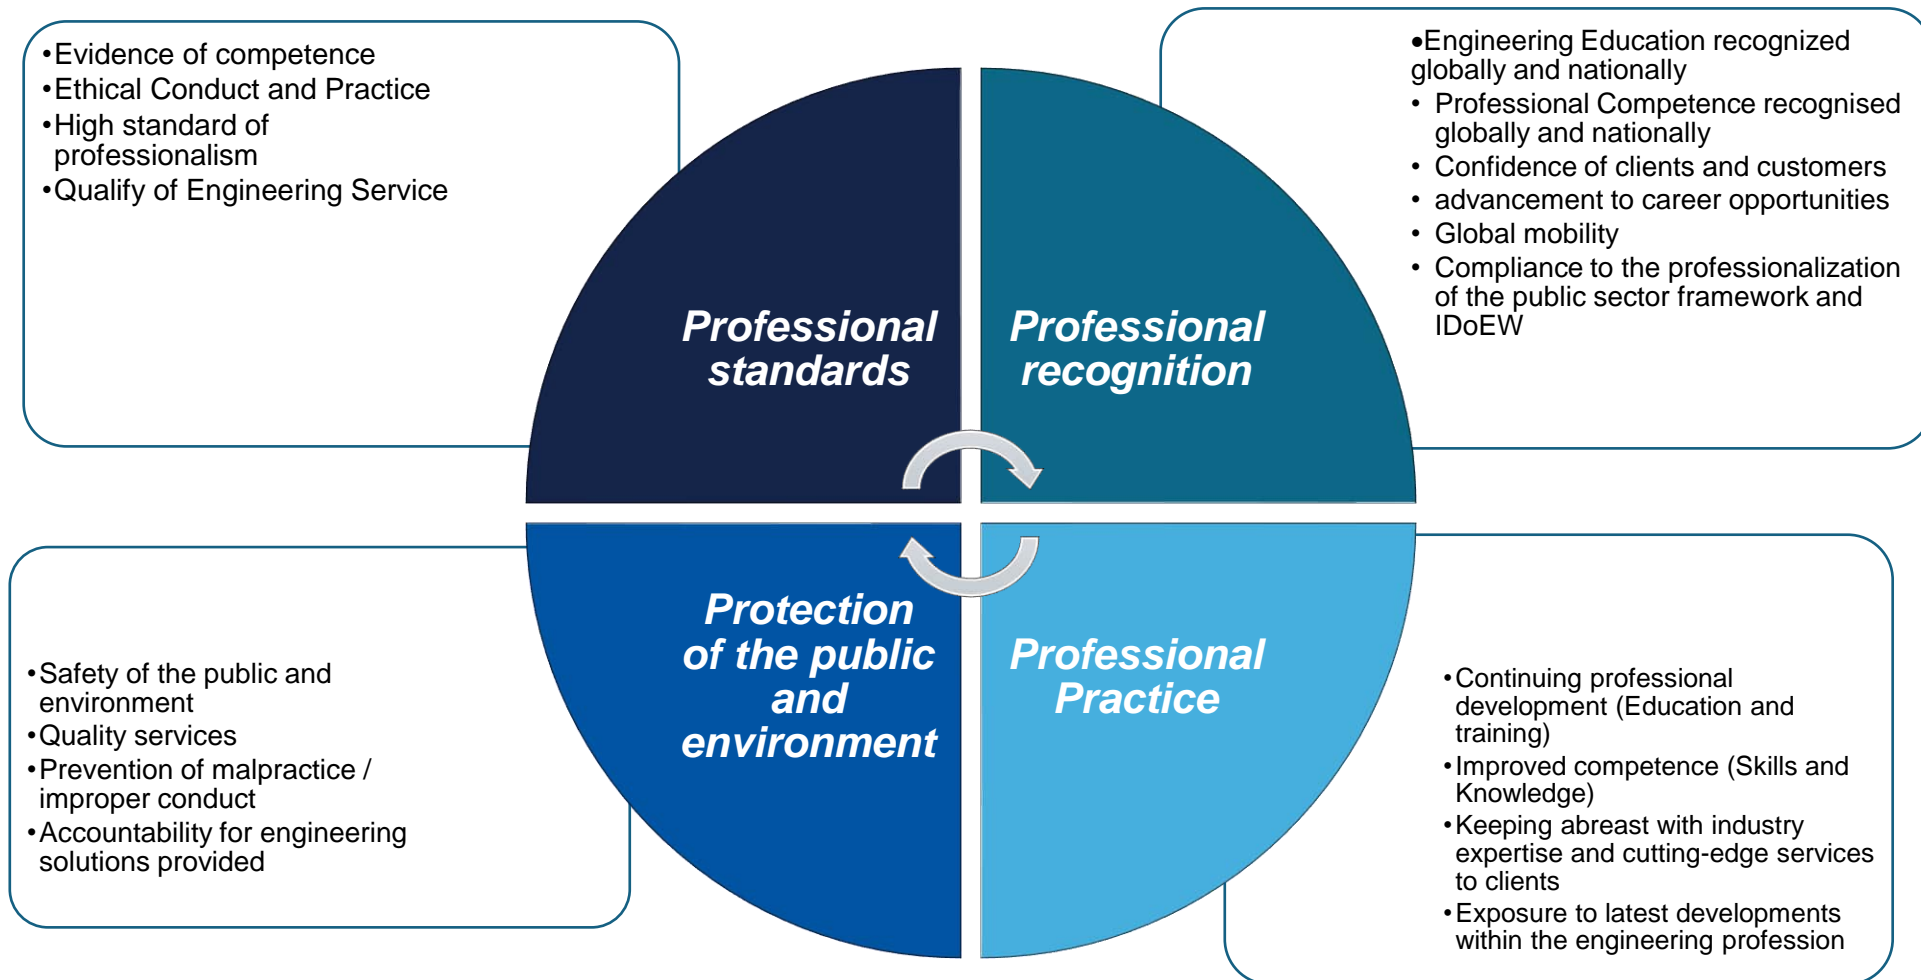 •Evidence of competence
•Ethical Conduct and Practice
•High standard of
professionalism
•Qualify of Engineering Service
•Engineering Education recognized
globally and nationally
• Professional Competence recognised
globally and nationally
• Confidence of clients and customers
• advancement to career opportunities
• Global mobility
• Compliance to the professionalization
of the public sector framework and
IDoEW
Professional
standards
Professional
recognition
Protection
of the public
and
environment
Professional
Practice
•Safety of the public and
environment
•Quality services
•Prevention of malpractice /
improper conduct
•Accountability for engineering
solutions provided
•Continuing professional
development (Education and
training)
•Improved competence (Skills and
Knowledge)
•Keeping abreast with industry
expertise and cutting-edge services
to clients
•Exposure to latest developments
within the engineering profession